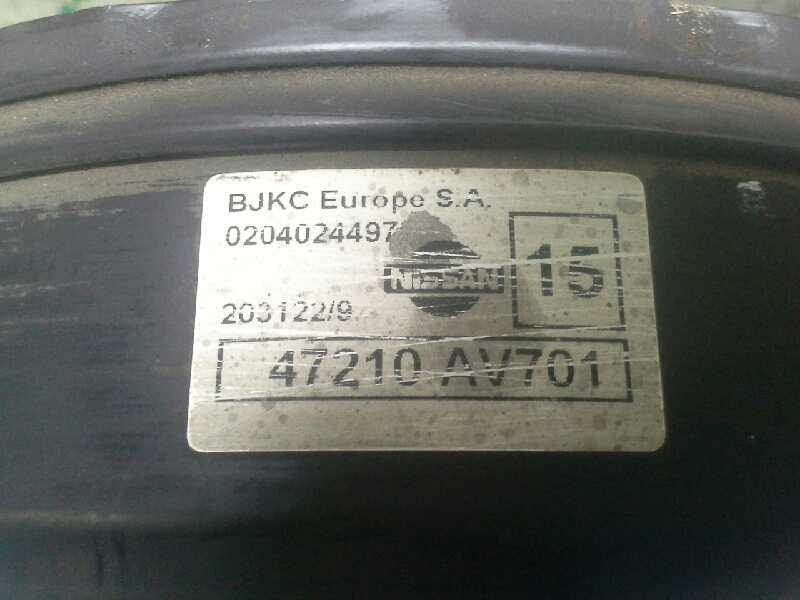 BJKC Europe S.A.
0204024497
NISSAN
15
203122/9
47210 AV701